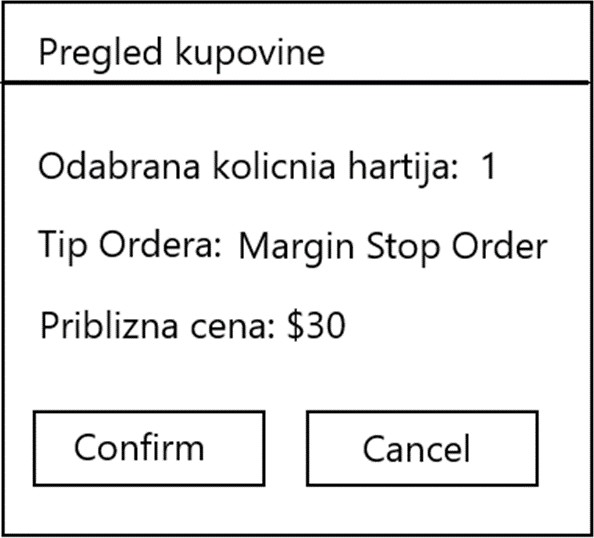 Pregled kupovine
Odabrana kolicnia hartija: 1
Tip Ordera: Margin Stop Order
Priblizna cena: $30
Confirm Cancel